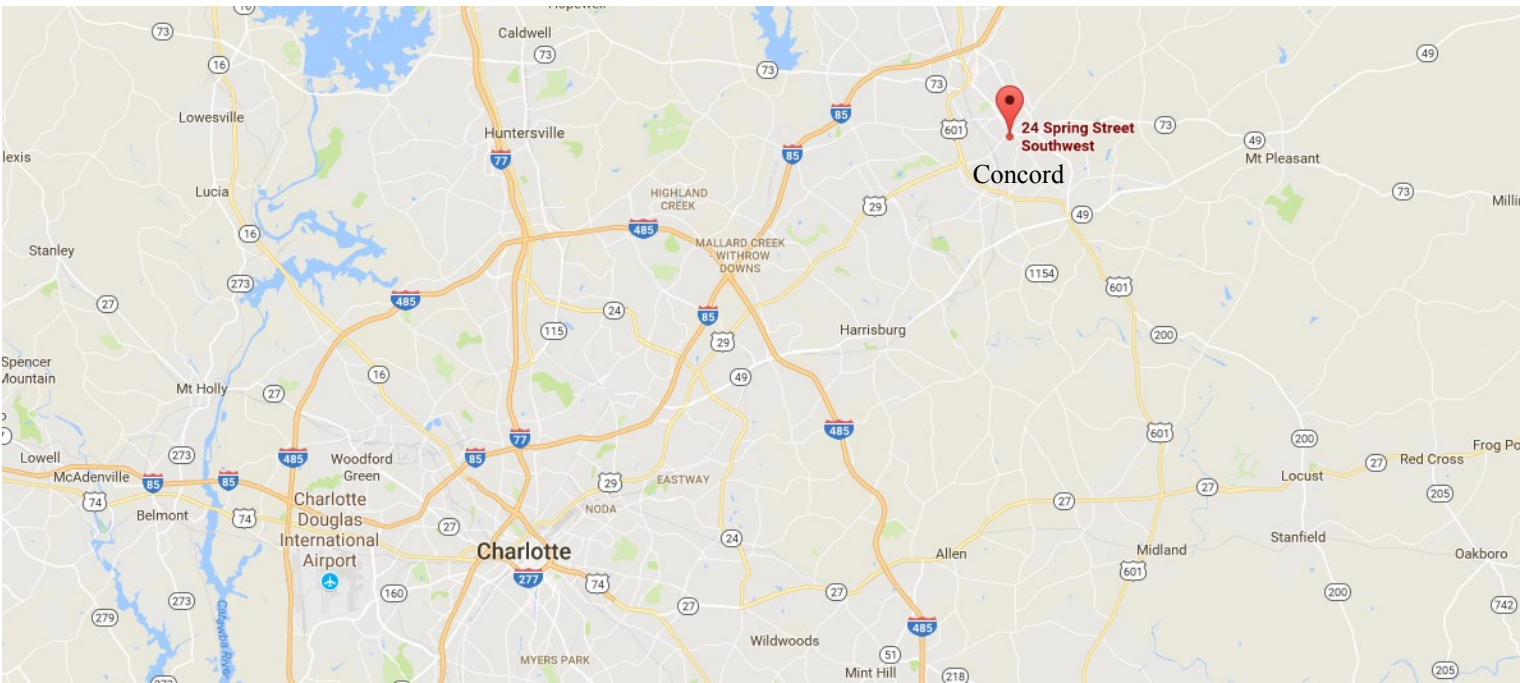 73
Caldwell
73
16
73
73
49
Lowesville
85
24 Spring Street
Southwest
601
73
lexis
Huntersville
77
85
49
Mt Pleasant
Concord
Lucia
HIGHLAND
CREEK
29
73
49
Stanley
16
485
MALLARD CREEK
- WITHROW
DOWNS
273
1154
601
27
485
24
85
115
29
Harrisburg
200
Spencer
Mountain
Mt Holly
16
49
27
77
485
601
200
273
Lowell
485
Woodford
Green
85
27
Red Cross
McAdenville
85
85
29
EASTWAY
27
27
Locust
205
74
Belmont
74
Charlotte
Douglas
International
Airport
27
NODA
24
Charlotte
Allen
Midland
Stanfield
Oakboro
277
74
601
160
27
27
200
273
279
742
Catawba River
485
Wildwoods
51
MYERS PARK
Mint Hill
218
205